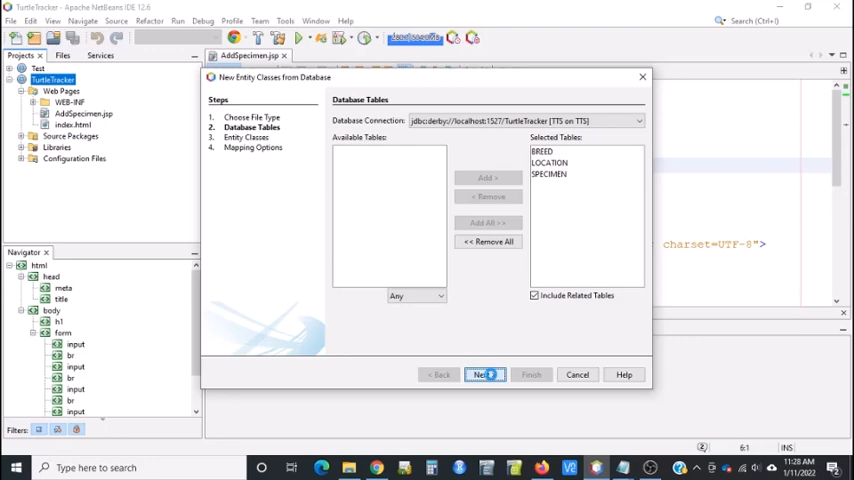 TurtleTracker - Apache NetBeans IDE 12.6
File Edit View Navigate Source Refactor Run Debug Profile Team Tools Window Help
Search (Ctrl+I)
Projects Files Services
AddSpecimen.jsp
Test
TurtleTracker
Web Pages
WEB-INF
AddSpecimen.jsp
index.html
Source Packages
Libraries
Configuration Files
New Entity Classes from Database
Steps
1. Choose File Type
2. Database Tables
3. Entity Classes
4. Mapping Options
Database Tables
Database Connection: jdbc:derby://localhost:1527/TurtleTracker [TTS on TTS]
Available Tables:
Selected Tables:
BREED
LOCATION
SPECIMEN
Add >
< Remove
Add All >>
<< Remove All
Any
Include Related Tables
< Back
Finish
Cancel
Help
charset=UTF-8">
Navigator
html
head
meta
title
body
h1
form
input
br
input
br
input
br
input
Filters:
2
6:1
INS
Type here to search
11:28 AM
1/11/2022